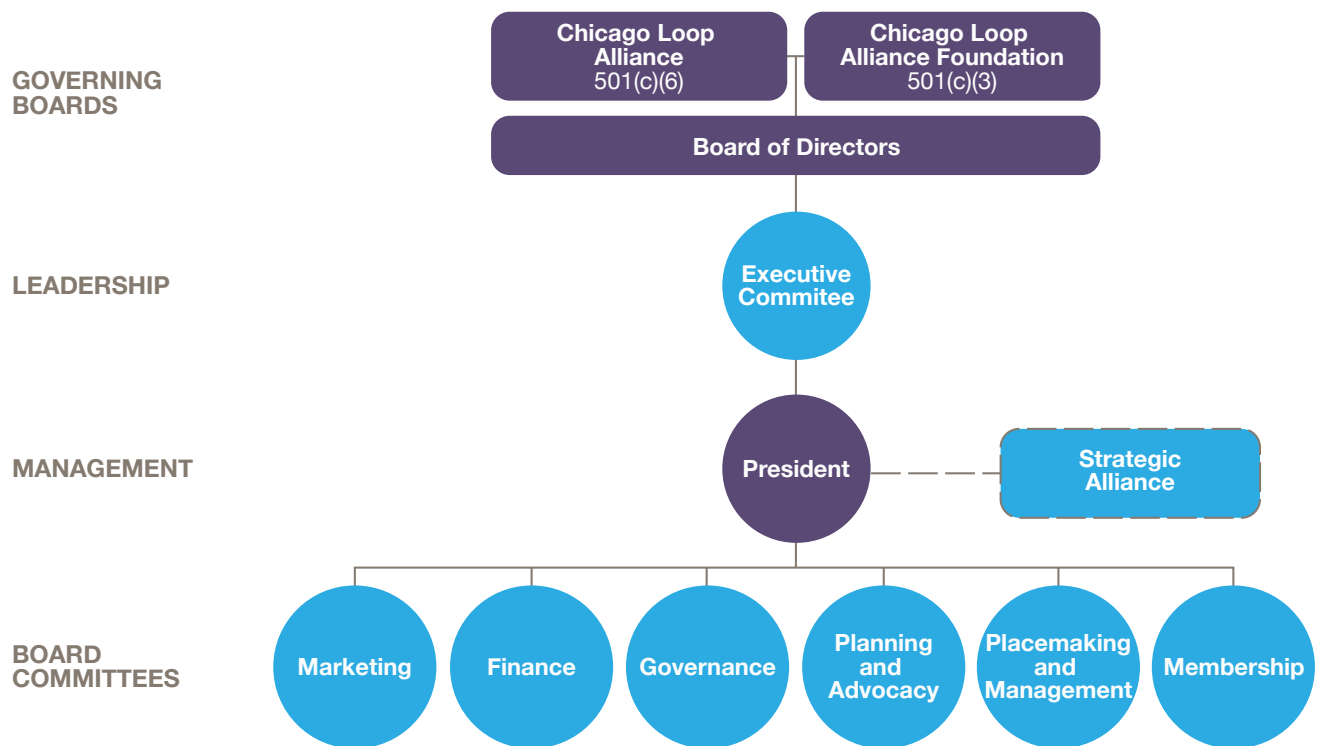 GOVERNING
BOARDS
Chicago Loop
Alliance
501(c)(6)
Chicago Loop
Alliance Foundation
501(c)(3)
Board of Directors
LEADERSHIP
Executive
Commitee
MANAGEMENT
President
Strategic
Alliance
BOARD
COMMITTEES
Marketing
Finance
Governance
Planning
and
Advocacy
Placemaking
and
Management
Membership